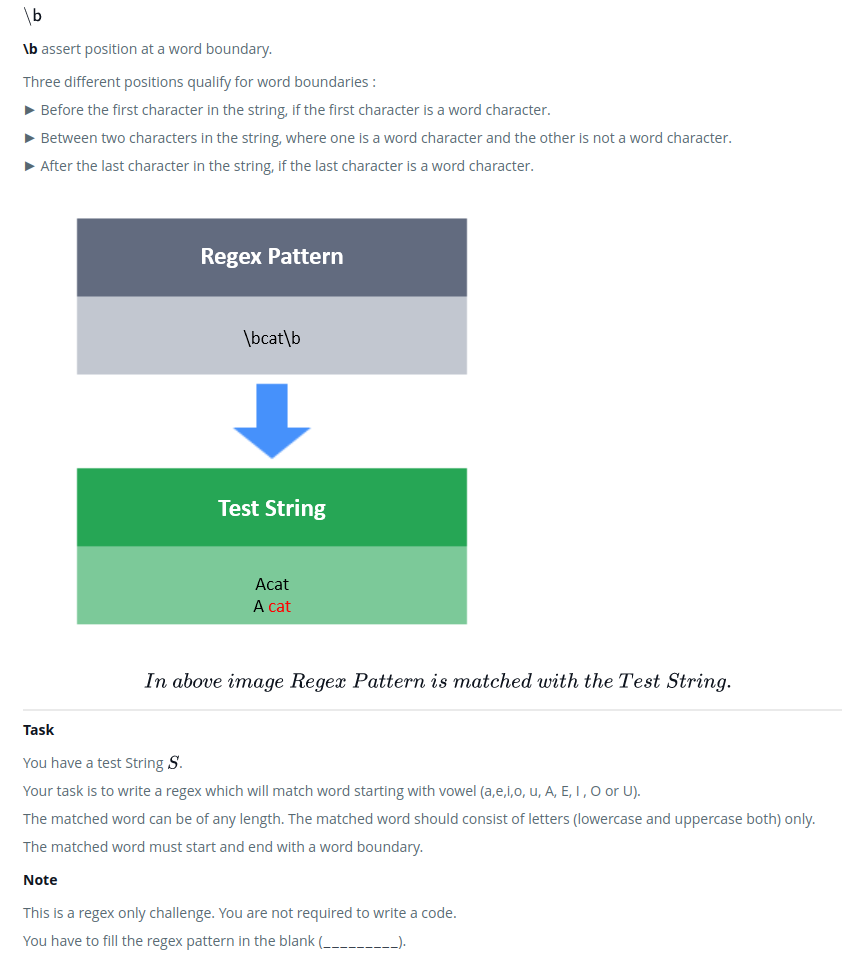 \b
\b assert position at a word boundary.
Three different positions qualify for word boundaries :
► Before the first character in the string, if the first character is a word character.
► Between two characters in the string, where one is a word character and the other is not a word character.
► After the last character in the string, if the last character is a word character.
Regex Pattern
\bcat\b
Test String
Acat
A cat
In above image Regex Pattern is matched with the Test String.
Task
You have a test String S.
Your task is to write a regex which will match word starting with vowel (a,e,i,o, u, A, E, I , O or U).
The matched word can be of any length. The matched word should consist of letters (lowercase and uppercase both) only.
The matched word must start and end with a word boundary.
Note
This is a regex only challenge. You are not required to write a code.
You have to fill the regex pattern in the blank (_________).